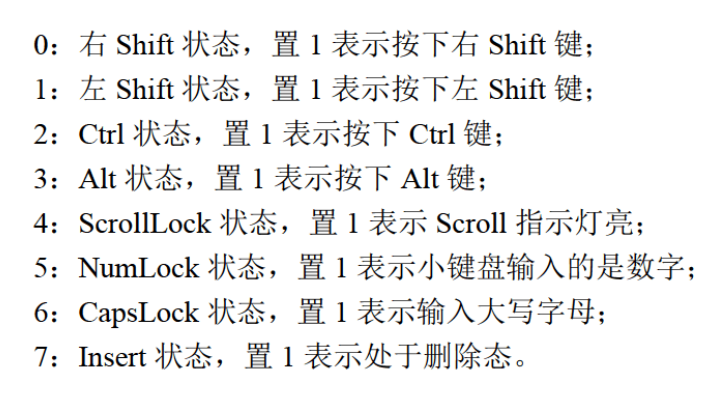 0：右 Shift 状态，置 1 表示按下右 Shift 键；
1：左 Shift 状态，置 1 表示按下左 Shift 键；
2：Ctrl 状态，置 1 表示按下 Ctrl 键；
3：Alt 状态，置 1 表示按下 Alt 键；
4：ScrollLock 状态，置 1 表示 Scroll 指示灯亮；
5：NumLock 状态，置 1 表示小键盘输入的是数字；
6：CapsLock 状态，置 1 表示输入大写字母；
7：Insert 状态，置 1 表示处于删除态。